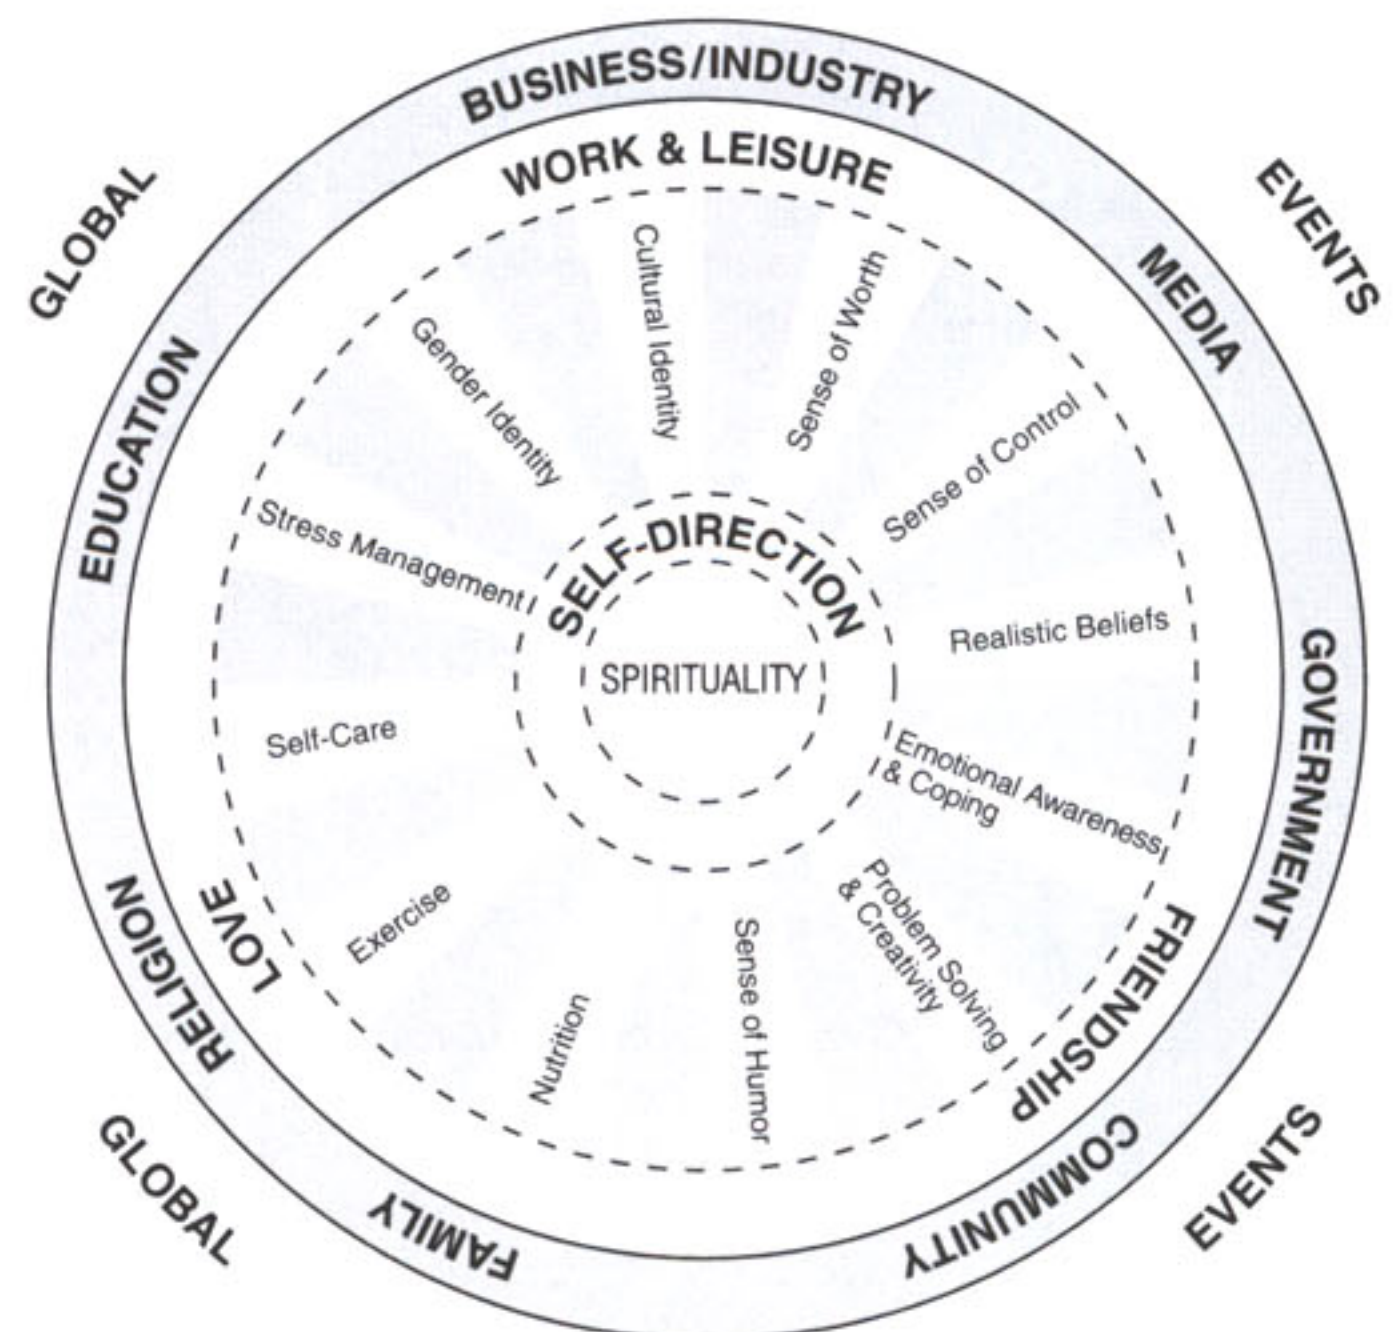 GLOBAL
EVENTS
BUSINESS/INDUSTRY
MEDIA
GOVERNMENT
COMMUNITY
FAMILY
RELIGION
EDUCATION
WORK & LEISURE
FRIENDSHIP
LOVE
Cultural Identity
Sense of Worth
Sense of Control
Realistic Beliefs
Emotional Awareness
& Coping
Problem Solving
& Creativity
Sense of Humor
Nutrition
Exercise
Self-Care
Stress Management
Gender Identity
SELF-DIRECTION
SPIRITUALITY
GLOBAL
EVENTS